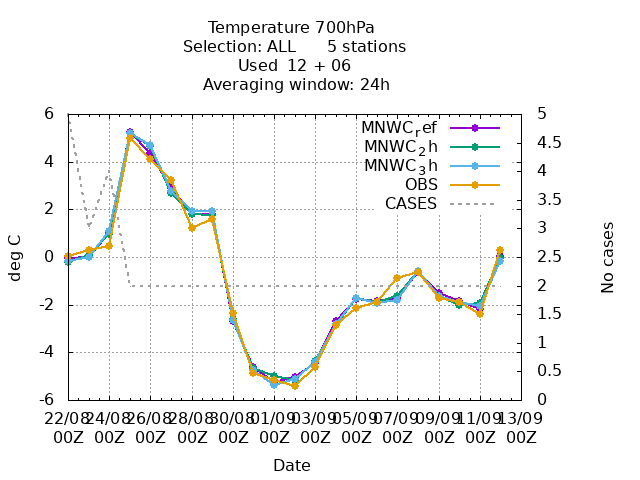 Temperature 700hPa
Selection: ALL      5 stations
Used  12 + 06
Averaging window: 24h
MNWCref
MNWC2h
MNWC3h
OBS
CASES
6
4
2
0
-2
-4
-6
5
4.5
4
3.5
3
2.5
2
1.5
1
0.5
0
deg C
No cases
22/08 24/08 26/08 28/08 30/08 01/09 03/09 05/09 07/09 09/09 11/09 13/09
00Z 00Z 00Z 00Z 00Z 00Z 00Z 00Z 00Z 00Z 00Z 00Z
Date